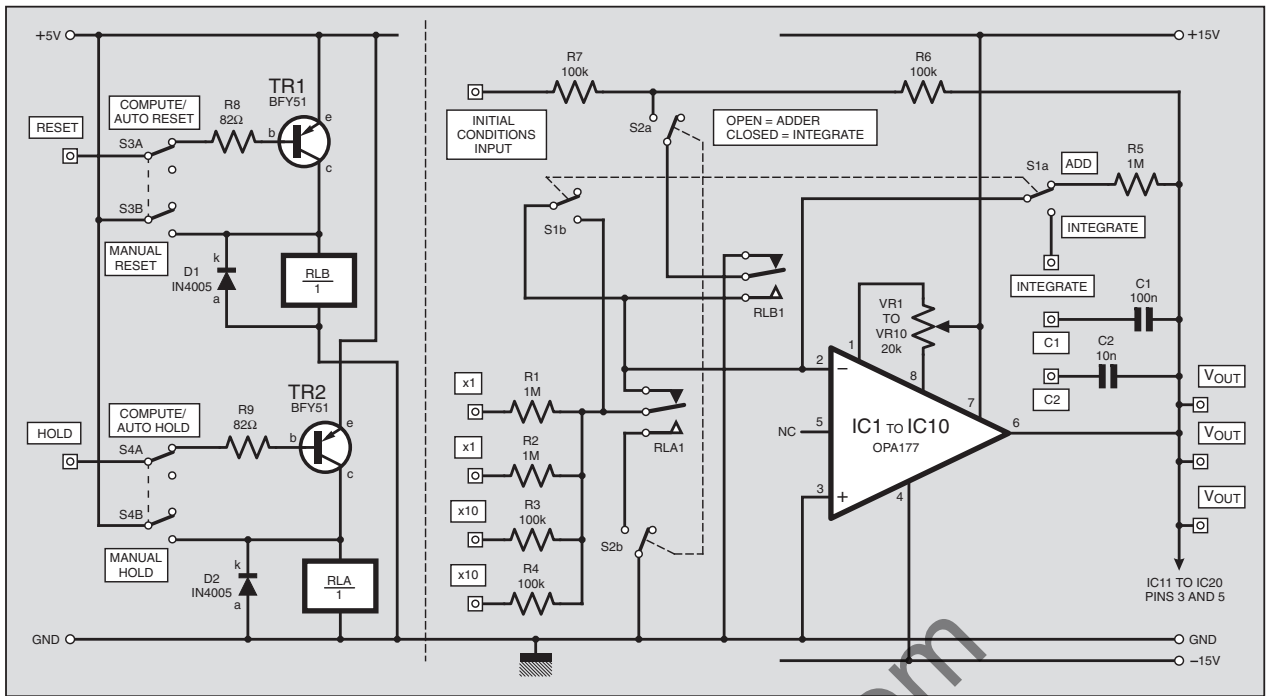 +5V
COMPUTE/
AUTO RESET
RESET
S3A
R8
82Ω
TR1
BFY51
b
e
c
S3B
MANUAL
RESET
k
D1
IN4005
a
RLB
1
COMPUTE/
AUTO HOLD
HOLD
S4A
R9
82Ω
TR2
BFY51
b
e
c
S4B
MANUAL
HOLD
k
D2
IN4005
a
RLA
1
GND
R7
100k
R6
100k
+15V
INITIAL
CONDITIONS
INPUT
S2a
OPEN = ADDER
CLOSED = INTEGRATE
S1a
ADD
R5
1M
S1b
INTEGRATE
INTEGRATE
RLB1
C1
100n
C1
C2
10n
C2
VR1
TO
VR10
20k
1
2
–
8
7
x1
R1
1M
x1
R2
1M
x10
R3
100k
x10
R4
100k
RLA1
S2b
NC
5
IC1 TO IC10
OPA177
6
3
+
4
VOUT
VOUT
VOUT
IC11 TO IC20
PINS 3 AND 5
GND
–15V
om